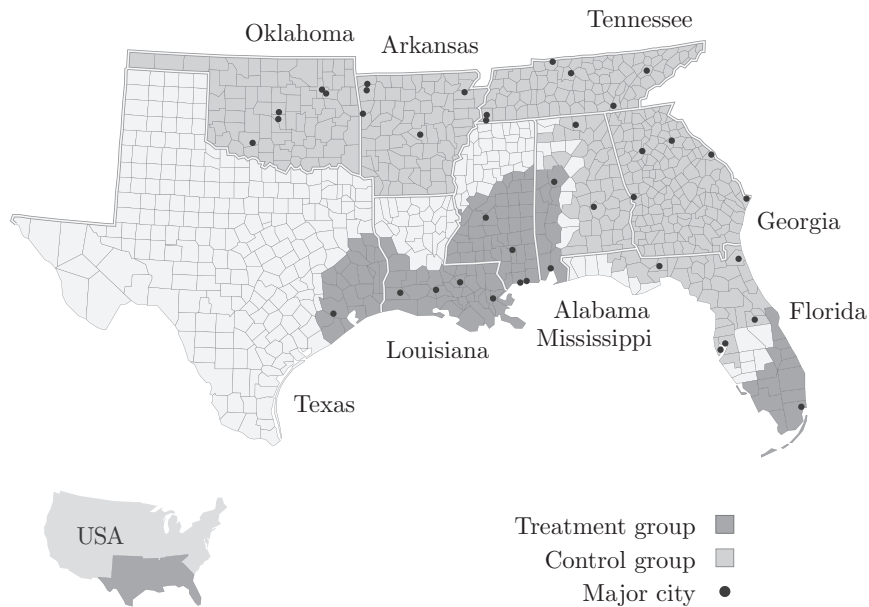 Tennessee
Oklahoma
Arkansas
Georgia
Alabama
Florida
Mississippi
Louisiana
Texas
USA
Treatment group
Control group
Major city